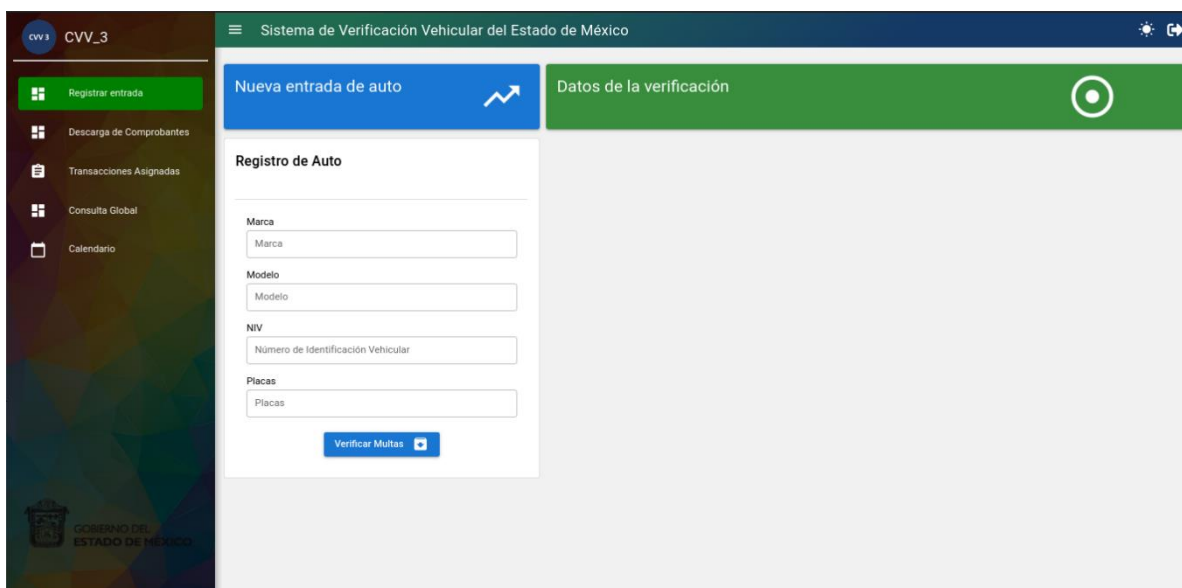 CVV 3
CVV_3
Sistema de Verificación Vehicular del Estado de México
Registrar entrada
Descarga de Comprobantes
Transacciones Asignadas
Consulta Global
Calendario
GOBIERNO DEL
ESTADO DE MÉXICO
Nueva entrada de auto
Datos de la verificación
Registro de Auto
Marca
Marca
Modelo
Modelo
NIV
Número de Identificación Vehicular
Placas
Placas
Verificar Multas